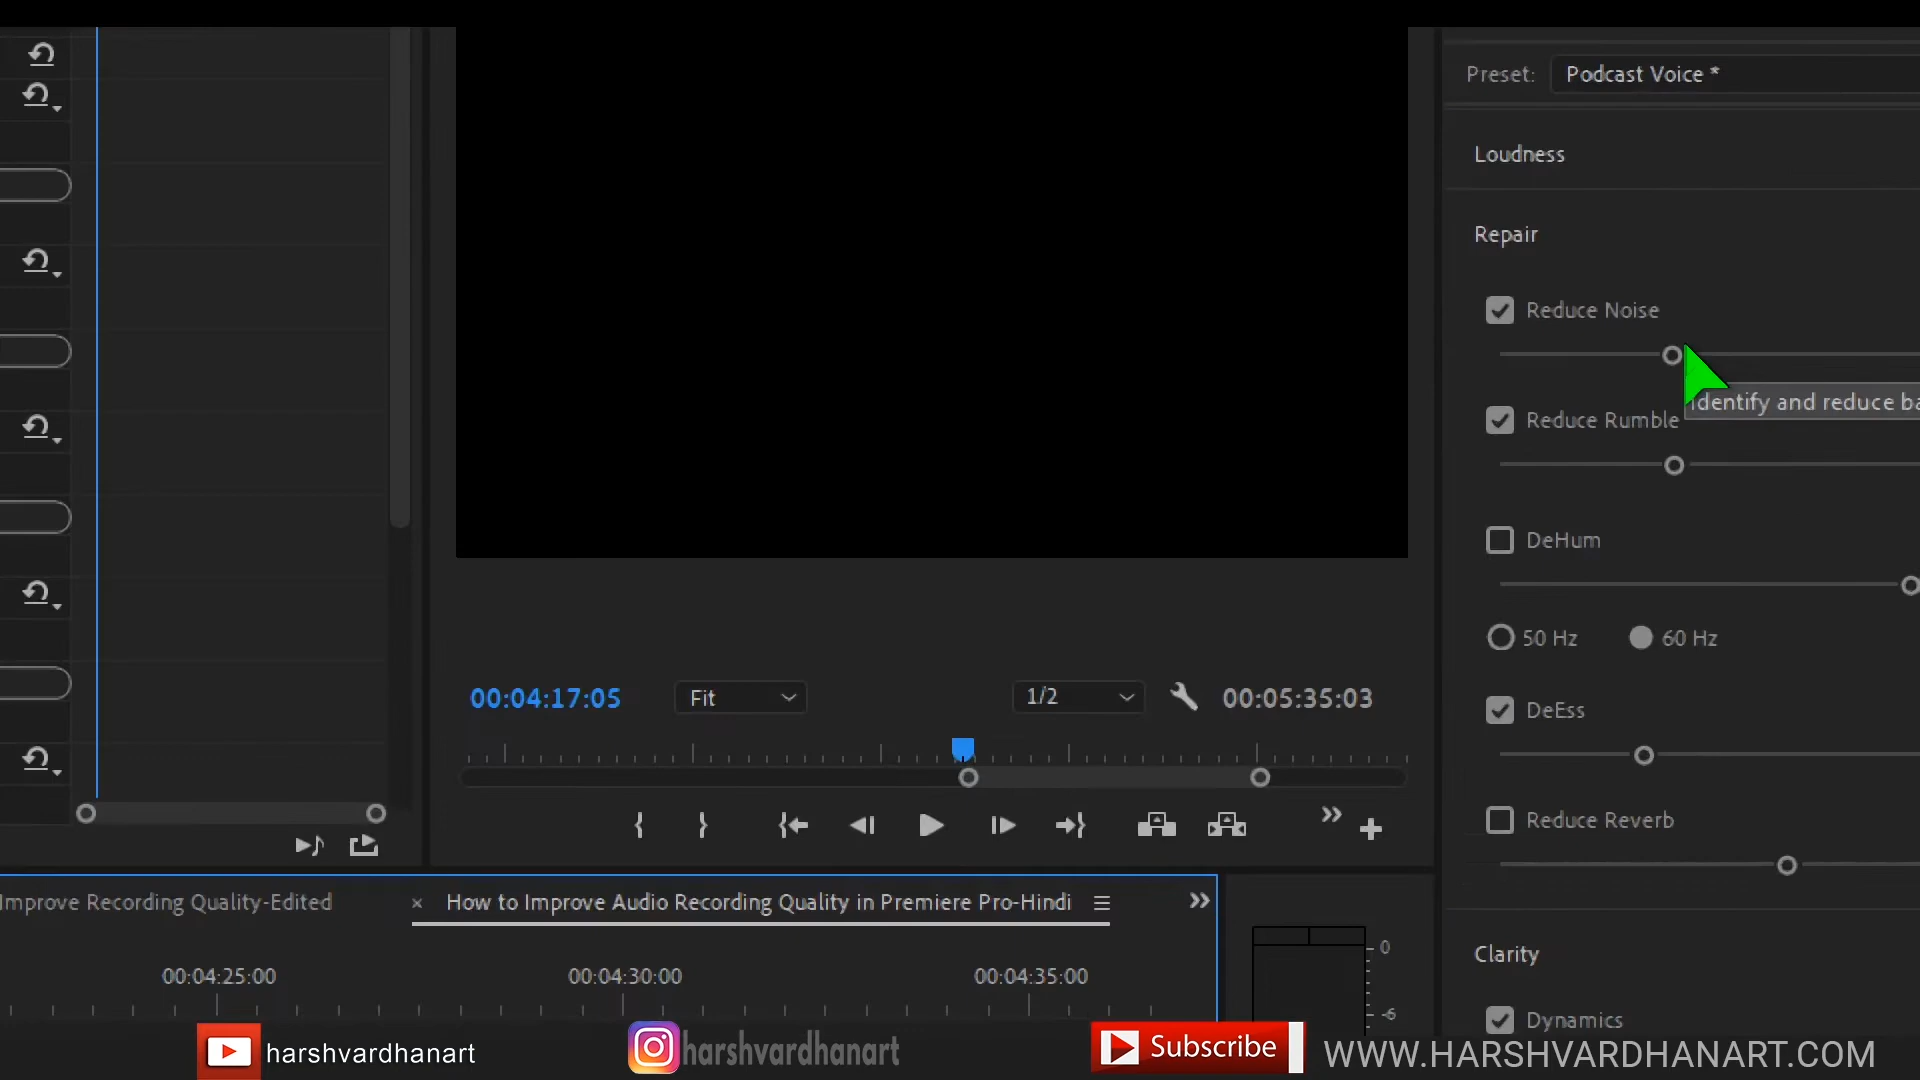 Preset: Podcast Voice *
Loudness
Repair
Reduce Noise
Identify and reduce
Reduce Rumble
DeHum
50 Hz 60 Hz
DeEss
Reduce Reverb
Clarity
Dynamics
00:04:17:05 Fit 1/2 00:05:35:03
Improve Recording Quality-Edited × How to Improve Audio Recording Quality in Premiere Pro-Hindi
00:04:25:00 00:04:30:00 00:04:35:00
0
-6
harshvardhanart harshvardhanart Subscribe WWW.HARSHVARDHANART.COM